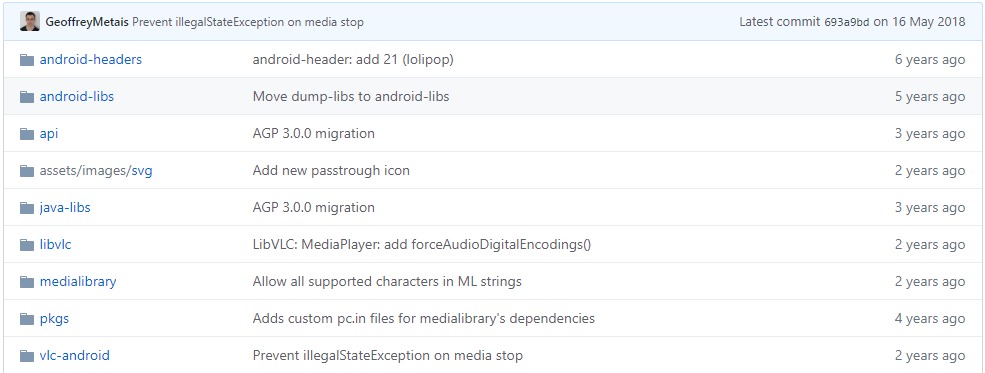 GeoffreyMetais Prevent illegalStateException on media stop Latest commit 693a9bd on 16 May 2018
android-headers android-header: add 21 (lolipop) 6 years ago
android-libs Move dump-libs to android-libs 5 years ago
api AGP 3.0.0 migration 3 years ago
assets/images/svg Add new passtrough icon 2 years ago
java-libs AGP 3.0.0 migration 3 years ago
libvlc LibVLC: MediaPlayer: add forceAudioDigitalEncodings() 2 years ago
medialibrary Allow all supported characters in ML strings 2 years ago
pkgs Adds custom pc.in files for medialibrary's dependencies 4 years ago
vlc-android Prevent illegalStateException on media stop 2 years ago